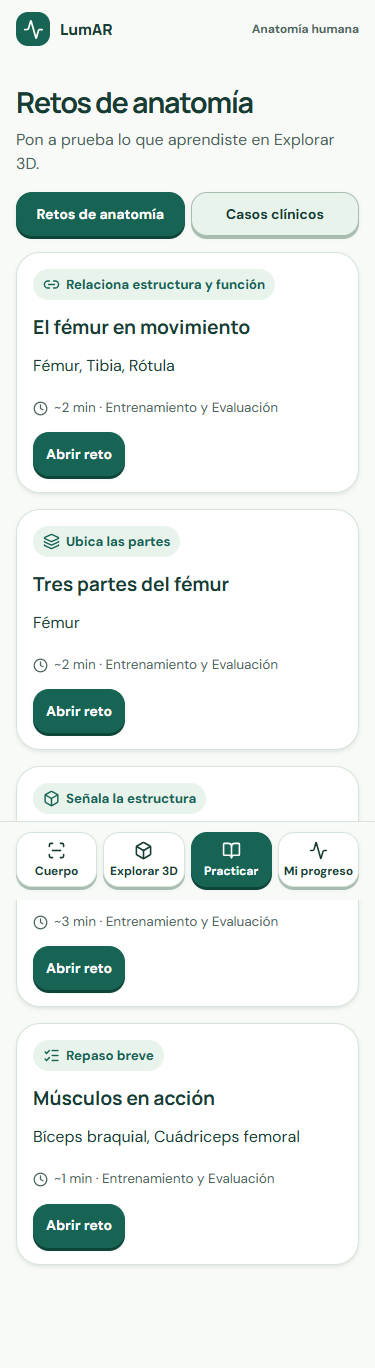 LumAR
Anatomía humana
Retos de anatomía
Pon a prueba lo que aprendiste en Explorar
3D.
Retos de anatomía
Casos clínicos
Relaciona estructura y función
El fémur en movimiento
Fémur, Tibia, Rótula
~2 min · Entrenamiento y Evaluación
Abrir reto
Ubica las partes
Tres partes del fémur
Fémur
~2 min · Entrenamiento y Evaluación
Abrir reto
Señala la estructura
Cuerpo
Explorar 3D
Practicar
Mi progreso
~3 min · Entrenamiento y Evaluación
Abrir reto
Repaso breve
Músculos en acción
Bíceps braquial, Cuádriceps femoral
~1 min · Entrenamiento y Evaluación
Abrir reto